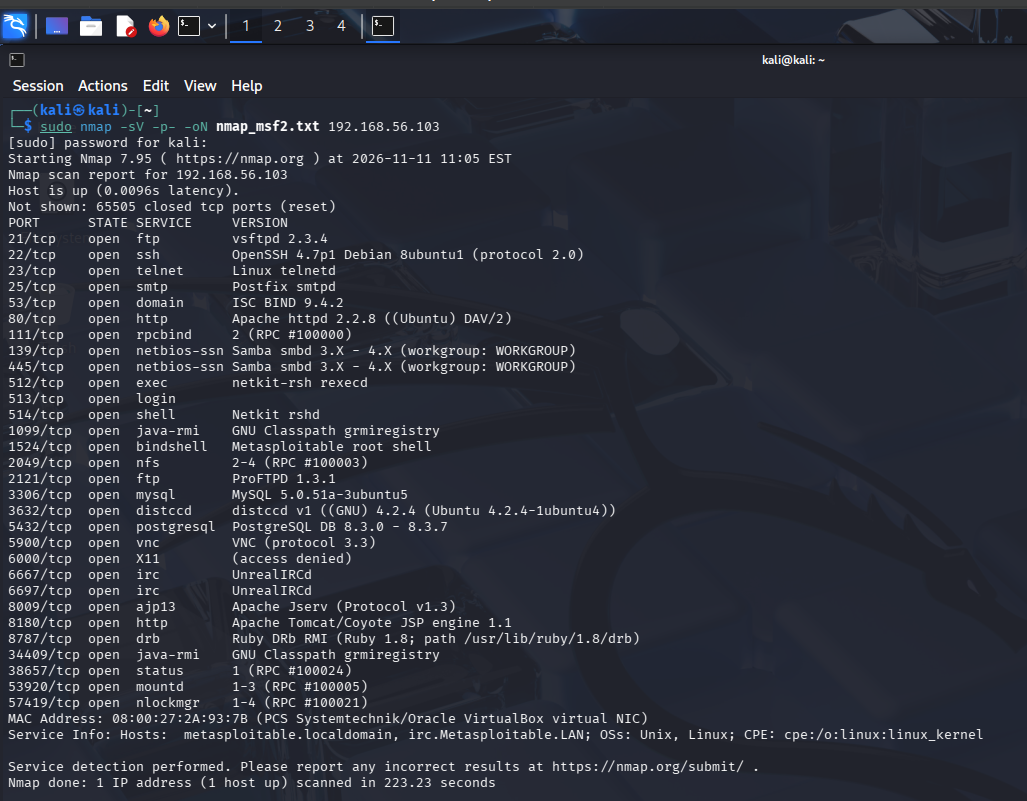 1 2 3 4
kali@kali: ~
Session Actions Edit View Help
┌──(kali㉿kali)-[~]
└─$ sudo nmap -sV -p- -oN nmap_msf2.txt 192.168.56.103
[sudo] password for kali:
Starting Nmap 7.95 ( https://nmap.org ) at 2026-11-11 11:05 EST
Nmap scan report for 192.168.56.103
Host is up (0.0096s latency).
Not shown: 65505 closed tcp ports (reset)
PORT      STATE SERVICE     VERSION
21/tcp    open  ftp         vsftpd 2.3.4
22/tcp    open  ssh         OpenSSH 4.7p1 Debian 8ubuntu1 (protocol 2.0)
23/tcp    open  telnet      Linux telnetd
25/tcp    open  smtp        Postfix smtpd
53/tcp    open  domain      ISC BIND 9.4.2
80/tcp    open  http        Apache httpd 2.2.8 ((Ubuntu) DAV/2)
111/tcp   open  rpcbind     2 (RPC #100000)
139/tcp   open  netbios-ssn Samba smbd 3.X - 4.X (workgroup: WORKGROUP)
445/tcp   open  netbios-ssn Samba smbd 3.X - 4.X (workgroup: WORKGROUP)
512/tcp   open  exec        netkit-rsh rexecd
513/tcp   open  login
514/tcp   open  shell       Netkit rshd
1099/tcp  open  java-rmi    GNU Classpath grmiregistry
1524/tcp  open  bindshell   Metasploitable root shell
2049/tcp  open  nfs         2-4 (RPC #100003)
2121/tcp  open  ftp         ProFTPD 1.3.1
3306/tcp  open  mysql       MySQL 5.0.51a-3ubuntu5
3632/tcp  open  distccd     distccd v1 ((GNU) 4.2.4 (Ubuntu 4.2.4-1ubuntu4))
5432/tcp  open  postgresql  PostgreSQL DB 8.3.0 - 8.3.7
5900/tcp  open  vnc         VNC (protocol 3.3)
6000/tcp  open  X11         (access denied)
6667/tcp  open  irc         UnrealIRCd
6697/tcp  open  irc         UnrealIRCd
8009/tcp  open  ajp13       Apache Jserv (Protocol v1.3)
8180/tcp  open  http        Apache Tomcat/Coyote JSP engine 1.1
8787/tcp  open  drb         Ruby DRb RMI (Ruby 1.8; path /usr/lib/ruby/1.8/drb)
34409/tcp open  java-rmi    GNU Classpath grmiregistry
38657/tcp open  status      1 (RPC #100024)
53920/tcp open  mountd      1-3 (RPC #100005)
57419/tcp open  nlockmgr    1-4 (RPC #100021)
MAC Address: 08:00:27:2A:93:7B (PCS Systemtechnik/Oracle VirtualBox virtual NIC)
Service Info: Hosts:  metasploitable.localdomain, irc.Metasploitable.LAN; OSs: Unix, Linux; CPE: cpe:/o:linux:linux_kernel
Service detection performed. Please report any incorrect results at https://nmap.org/submit/ .
Nmap done: 1 IP address (1 host up) scanned in 223.23 seconds